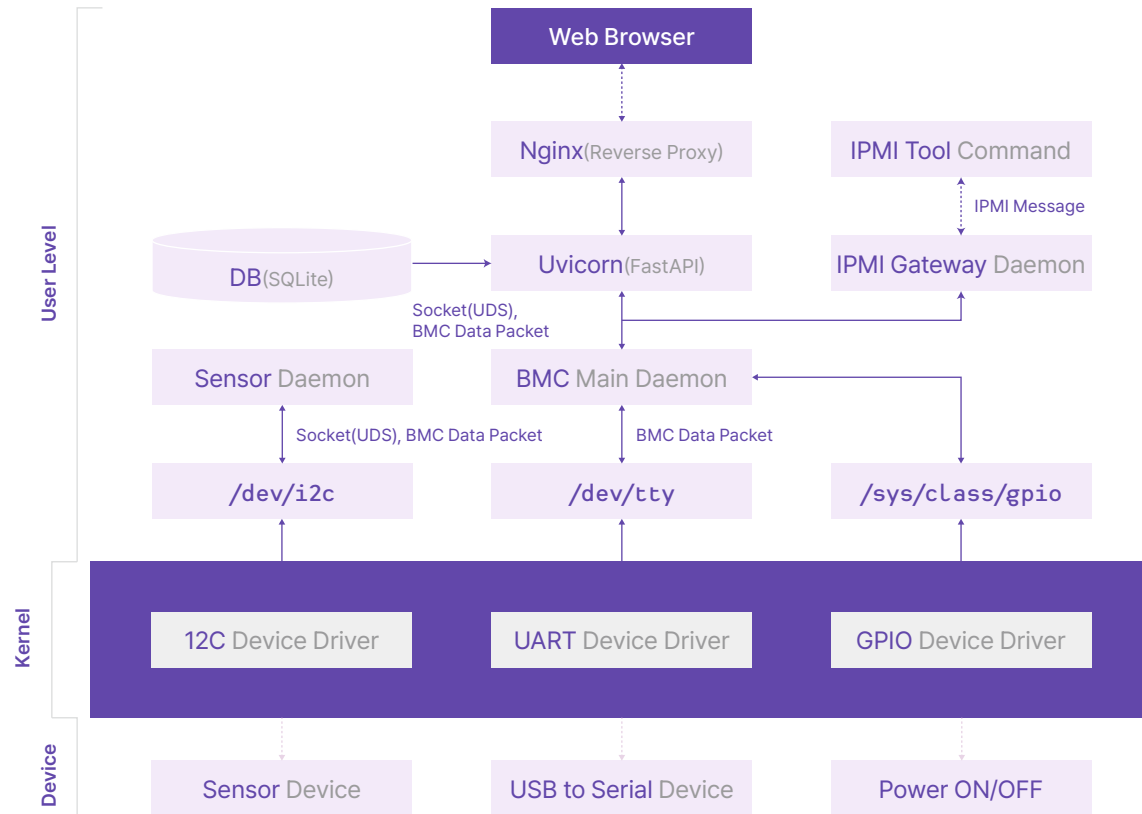 Web Browser
Nginx(Reverse Proxy)
IPMI Tool Command
IPMI Message
User Level
DB(SQLite)
Uvicorn(FastAPI)
IPMI Gateway Daemon
Socket(UDS),
BMC Data Packet
Sensor Daemon
BMC Main Daemon
Socket(UDS), BMC Data Packet
BMC Data Packet
/dev/i2c
/dev/tty
/sys/class/gpio
Kernel
12C Device Driver
UART Device Driver
GPIO Device Driver
Device
Sensor Device
USB to Serial Device
Power ON/OFF